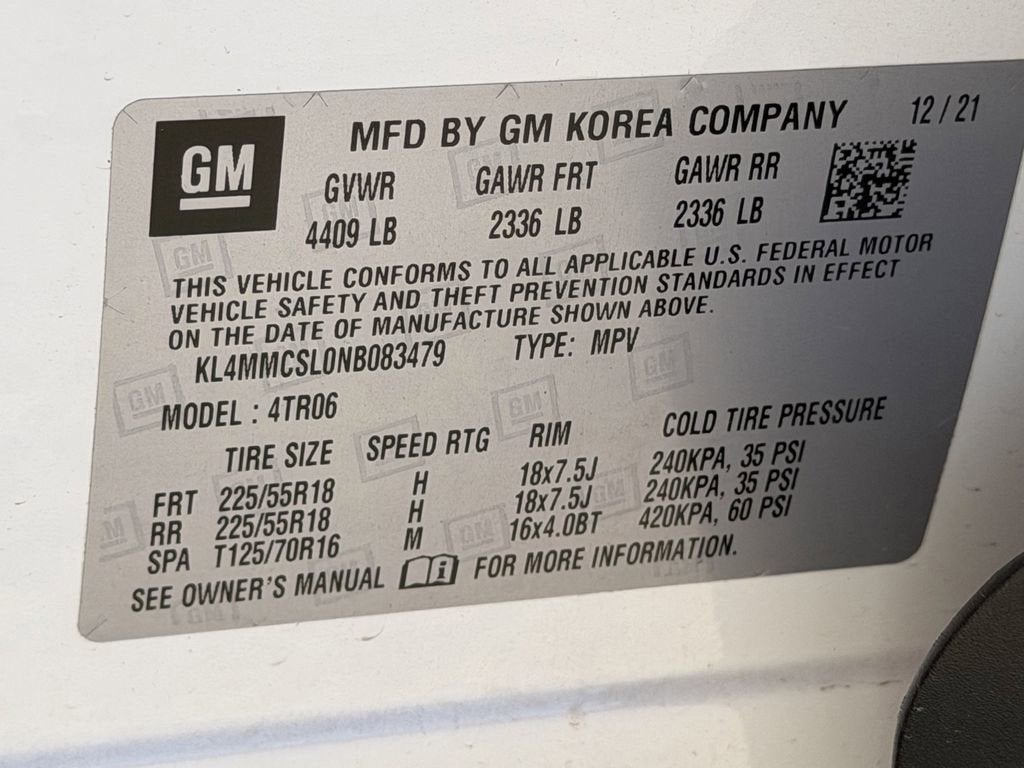 GM
MFD BY GM KOREA COMPANY 12/21
GVWR GAWR FRT GAWR RR
4409 LB 2336 LB 2336 LB
THIS VEHICLE CONFORMS TO ALL APPLICABLE U.S. FEDERAL MOTOR
VEHICLE SAFETY AND THEFT PREVENTION STANDARDS IN EFFECT
ON THE DATE OF MANUFACTURE SHOWN ABOVE.
KL4MMCSL0NB083479 TYPE: MPV
MODEL : 4TR06
TIRE SIZE SPEED RTG RIM COLD TIRE PRESSURE
FRT 225/55R18 H 18x7.5J 240KPA, 35 PSI
RR 225/55R18 H 18x7.5J 240KPA, 35 PSI
SPA T125/70R16 M 16x4.0BT 420KPA, 60 PSI
SEE OWNER'S MANUAL FOR MORE INFORMATION.